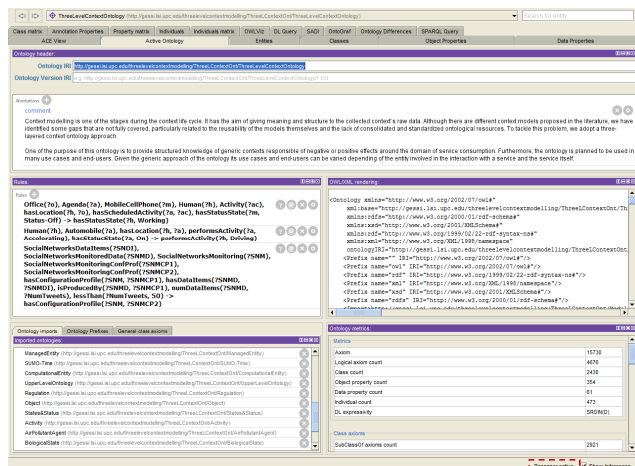 ThreeLevelContextOntology (http://gessi.lsi.upc.edu/threelevelcontextmodelling/ThreeLContextOnt/ThreeLevelContextOntology)
Search for entity
Class matrix Annotation Properties Property matrix Individuals Individuals matrix OWLViz DL Query SADI OntoGraf Ontology Differences SPARQL Query
ACE View Active Ontology Entities Classes Object Properties Data Properties
Ontology header:
Ontology IRI http://gessi.lsi.upc.edu/threelevelcontextmodelling/ThreeLContextOnt/ThreeLevelContextOntology
Ontology Version IRI e.g. http://gessi.lsi.upc.edu/threelevelcontextmodelling/ThreeLContextOnt/ThreeLevelContextOntology/1.0.0
Annotations
comment
Context modelling is one of the stages during the context life cycle. It has the aim of giving meaning and structure to the collected context's raw data. Although there are different context models proposed in the literature, we have
identified some gaps that are not fully covered, particularly related to the reusability of the models themselves and the lack of consolidated and standardized ontological resources. To tackle this problem, we adopt a three-
layered context ontology approach.
One of the purpose of this ontology is to provide structured knowledge of generic contexts responsible of negative or positive effects around the domain of service consumption. Furthermore, the ontology is planned to be used in
many use cases and end-users. Given the generic approach of the ontology its use cases and end-users can be varied depending of the entity involved in the interaction with a service and the service itself.
Rules:
Rules
Office(?o), Agenda(?a), MobileCellPhone(?m), Human(?h), Activity(?ac),
hasLocation(?h, ?o), hasScheduledActivity(?a, ?ac), hasStatusState(?m,
Status-Off) -> hasStatusState(?h, Working)
Human(?h), Automobile(?a), hasLocation(?h, ?a), performsActivity(?a,
Accelerating), hasStatusState(?a, On) -> performsActivity(?h, Driving)
SocialNetworksDataItems(?SNDI),
SocialNetworksMonitoredData(?SNMD), SocialNetworksMonitoring(?SNM),
SocialNetworksMonitoringConfProf(?SNMCP1),
SocialNetworksMonitoringConfProf(?SNMCP2),
hasConfigurationProfile(?SNM, ?SNMCP1), hasDataItems(?SNMD,
?SNMDI), isProducedBy(?SNMD, ?SNMCP1), numDataItems(?SNMD,
?NumTweets), lessThan(?NumTweets, 50) ->
hasConfigurationProfile(?SNM, ?SNMCP2)
OWL/XML rendering:
<Ontology xmlns="http://www.w3.org/2002/07/owl#"
xml:base="http://gessi.lsi.upc.edu/threelevelcontextmodelling/ThreeLContextOnt/Th
xmlns:rdfs="http://www.w3.org/2000/01/rdf-schema#"
xmlns:xsd="http://www.w3.org/2001/XMLSchema#"
xmlns:rdf="http://www.w3.org/1999/02/22-rdf-syntax-ns#"
xmlns:xml="http://www.w3.org/XML/1998/namespace"
ontologyIRI="http://gessi.lsi.upc.edu/threelevelcontextmodelling/ThreeLContextOnt
<Prefix name="" IRI="http://www.w3.org/2002/07/owl#"/>
<Prefix name="owl" IRI="http://www.w3.org/2002/07/owl#"/>
<Prefix name="rdf" IRI="http://www.w3.org/1999/02/22-rdf-syntax-ns#"/>
<Prefix name="xml" IRI="http://www.w3.org/XML/1998/namespace"/>
<Prefix name="xsd" IRI="http://www.w3.org/2001/XMLSchema#"/>
<Prefix name="rdfs" IRI="http://www.w3.org/2000/01/rdf-schema#"/>
Ontology imports Ontology Prefixes General class axioms
Imported ontologies:
ManagedEntity (http://gessi.lsi.upc.edu/threelevelcontextmodelling/ThreeLContextOnt/ManagedEntity)
SUMO-Time (http://gessi.lsi.upc.edu/threelevelcontextmodelling/ThreeLContextOnt/SUMO-Time)
ComputationalEntity (http://gessi.lsi.upc.edu/threelevelcontextmodelling/ThreeLContextOnt/ComputationalEntity)
UpperLevelOntology (http://gessi.lsi.upc.edu/threelevelcontextmodelling/ThreeLContextOnt/UpperLevelOntology)
Regulation (http://gessi.lsi.upc.edu/threelevelcontextmodelling/ThreeLContextOnt/Regulation)
Object (http://gessi.lsi.upc.edu/threelevelcontextmodelling/ThreeLContextOnt/Object)
States&Status (http://gessi.lsi.upc.edu/threelevelcontextmodelling/ThreeLContextOnt/States&Status)
Activity (http://gessi.lsi.upc.edu/threelevelcontextmodelling/ThreeLContextOnt/Activity)
AirPollutantAgent (http://gessi.lsi.upc.edu/threelevelcontextmodelling/ThreeLContextOnt/AirPollutantAgent)
BiologicalState (http://gessi.lsi.upc.edu/threelevelcontextmodelling/ThreeLContextOnt/BiologicalState)
Ontology metrics:
Metrics
Axiom 15730
Logical axiom count 4676
Class count 2430
Object property count 354
Data property count 61
Individual count 473
DL expressivity SROIN(D)
Class axioms
SubClassOf axioms count 2921